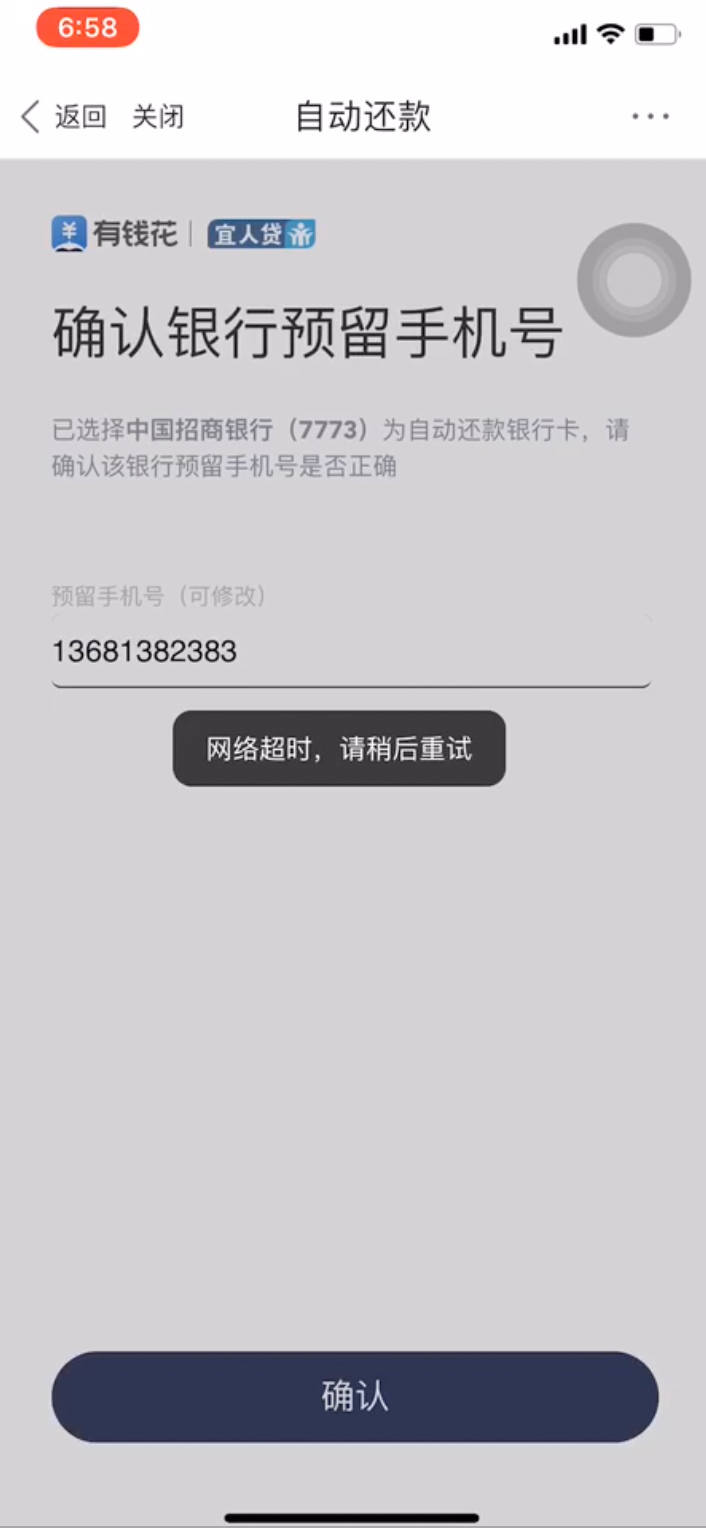 6:58
返回 关闭 自动还款
有钱花 宜人贷
确认银行预留手机号
已选择中国招商银行（7773）为自动还款银行卡，请
确认该银行预留手机号是否正确
预留手机号（可修改）
13681382383
网络超时，请稍后重试
确认